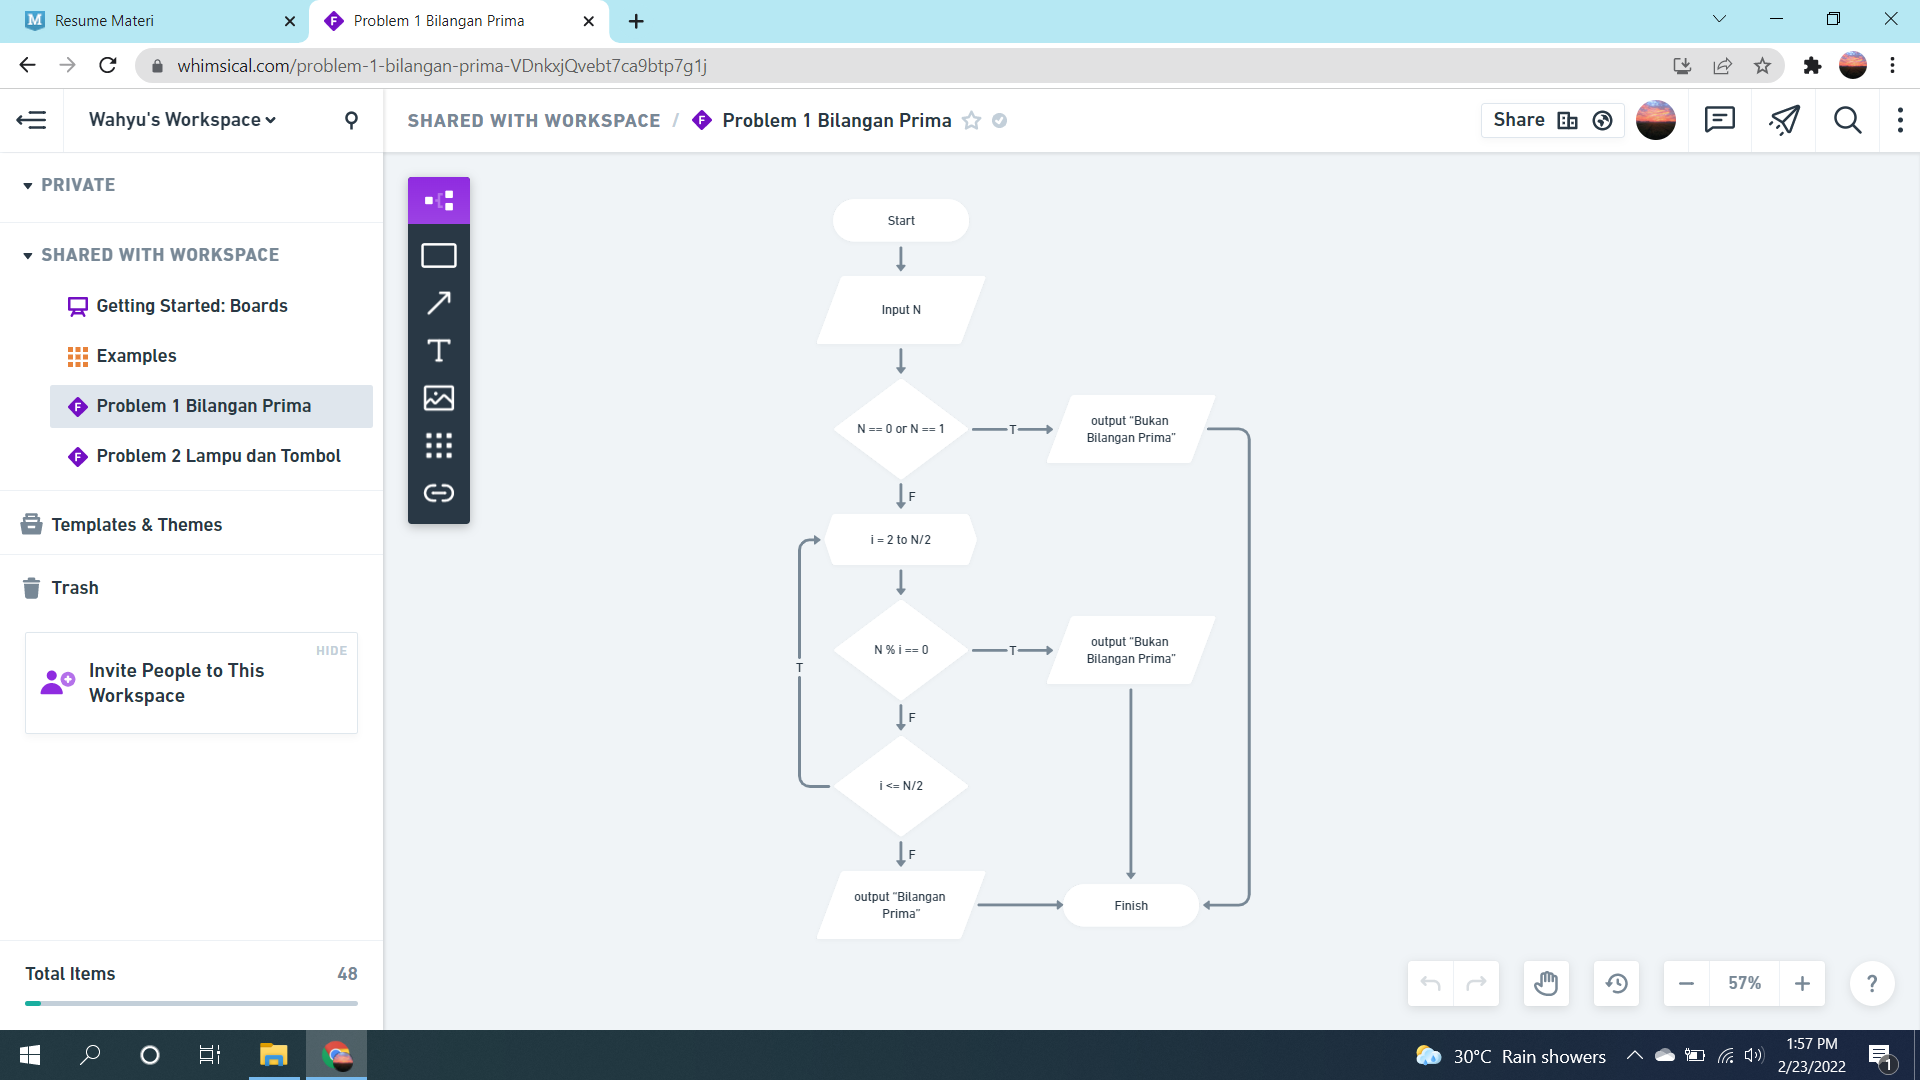 Resume Materi
Problem 1 Bilangan Prima
whimsical.com/problem-1-bilangan-prima-VDnkxjQvebt7ca9btp7g1j
Wahyu's Workspace
SHARED WITH WORKSPACE / Problem 1 Bilangan Prima
Share
PRIVATE
SHARED WITH WORKSPACE
Getting Started: Boards
Examples
Problem 1 Bilangan Prima
Problem 2 Lampu dan Tombol
Templates & Themes
Trash
HIDE
Invite People to This
Workspace
Total Items 48
Start
Input N
N == 0 or N == 1
T
output “Bukan
Bilangan Prima”
F
i = 2 to N/2
N % i == 0
T
output “Bukan
Bilangan Prima”
T
F
i <= N/2
F
output “Bilangan
Prima”
Finish
57%
?
30°C Rain showers
1:57 PM
2/23/2022
1